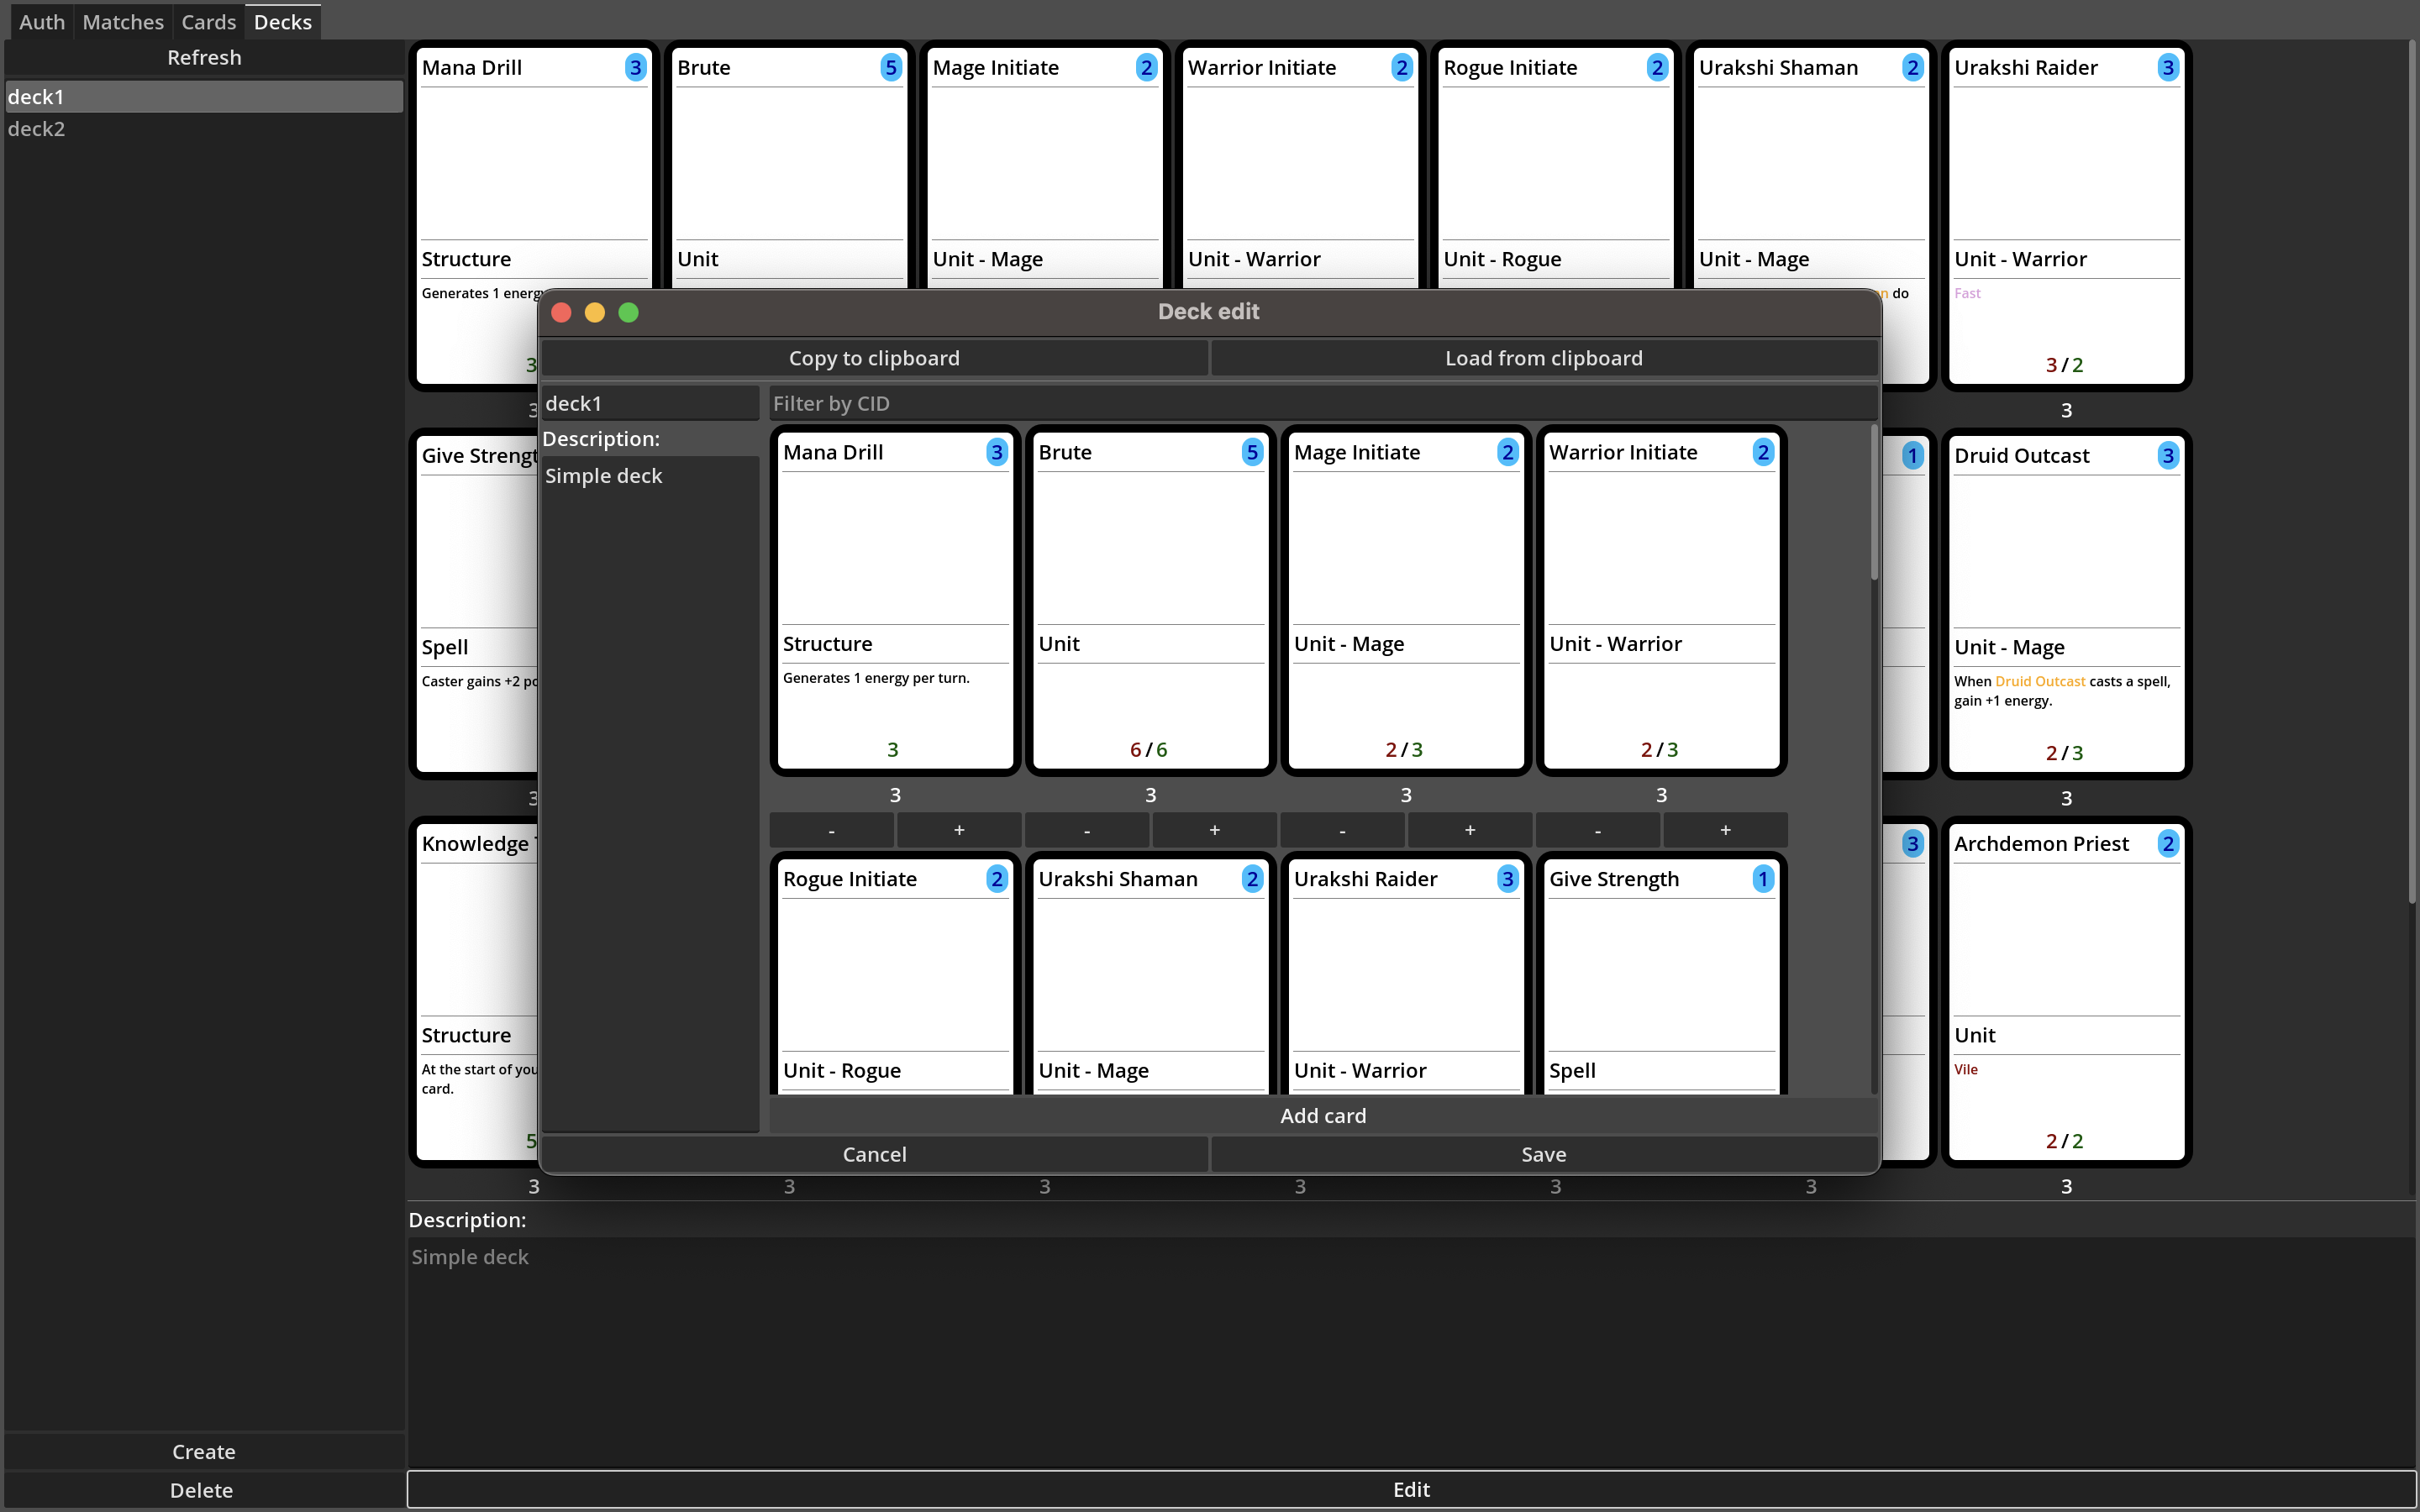 Auth Matches Cards Decks
Refresh
deck1
deck2
Create
Delete
Mana Drill 3
Structure
Generates 1 energy
3
3
Brute 5
Unit
Mage Initiate 2
Unit - Mage
Warrior Initiate 2
Unit - Warrior
Rogue Initiate 2
Unit - Rogue
Urakshi Shaman 2
Unit - Mage
do
Urakshi Raider 3
Unit - Warrior
Fast
3 / 2
3
Give
Spell
Caster gains +2
3
1
Druid Outcast 3
Unit - Mage
When Druid Outcast casts a spell,
gain +1 energy.
2 / 3
3
Knowledge
Structure
At the start of you
card.
5
3
Archdemon Priest 2
Unit
Vile
2 / 2
3 3 3 3 3 3 3
Description:
Simple deck
Edit
Deck edit
Copy to clipboard Load from clipboard
deck1
Description:
Simple deck
Filter by CID
Mana Drill 3
Structure
Generates 1 energy per turn.
3
3
- +
Brute 5
Unit
6 / 6
3
- +
Mage Initiate 2
Unit - Mage
2 / 3
3
- +
Warrior Initiate 2
Unit - Warrior
2 / 3
3
- +
Rogue Initiate 2
Unit - Rogue
Urakshi Shaman 2
Unit - Mage
Urakshi Raider 3
Unit - Warrior
Give Strength 1
Spell
Add card
Cancel Save